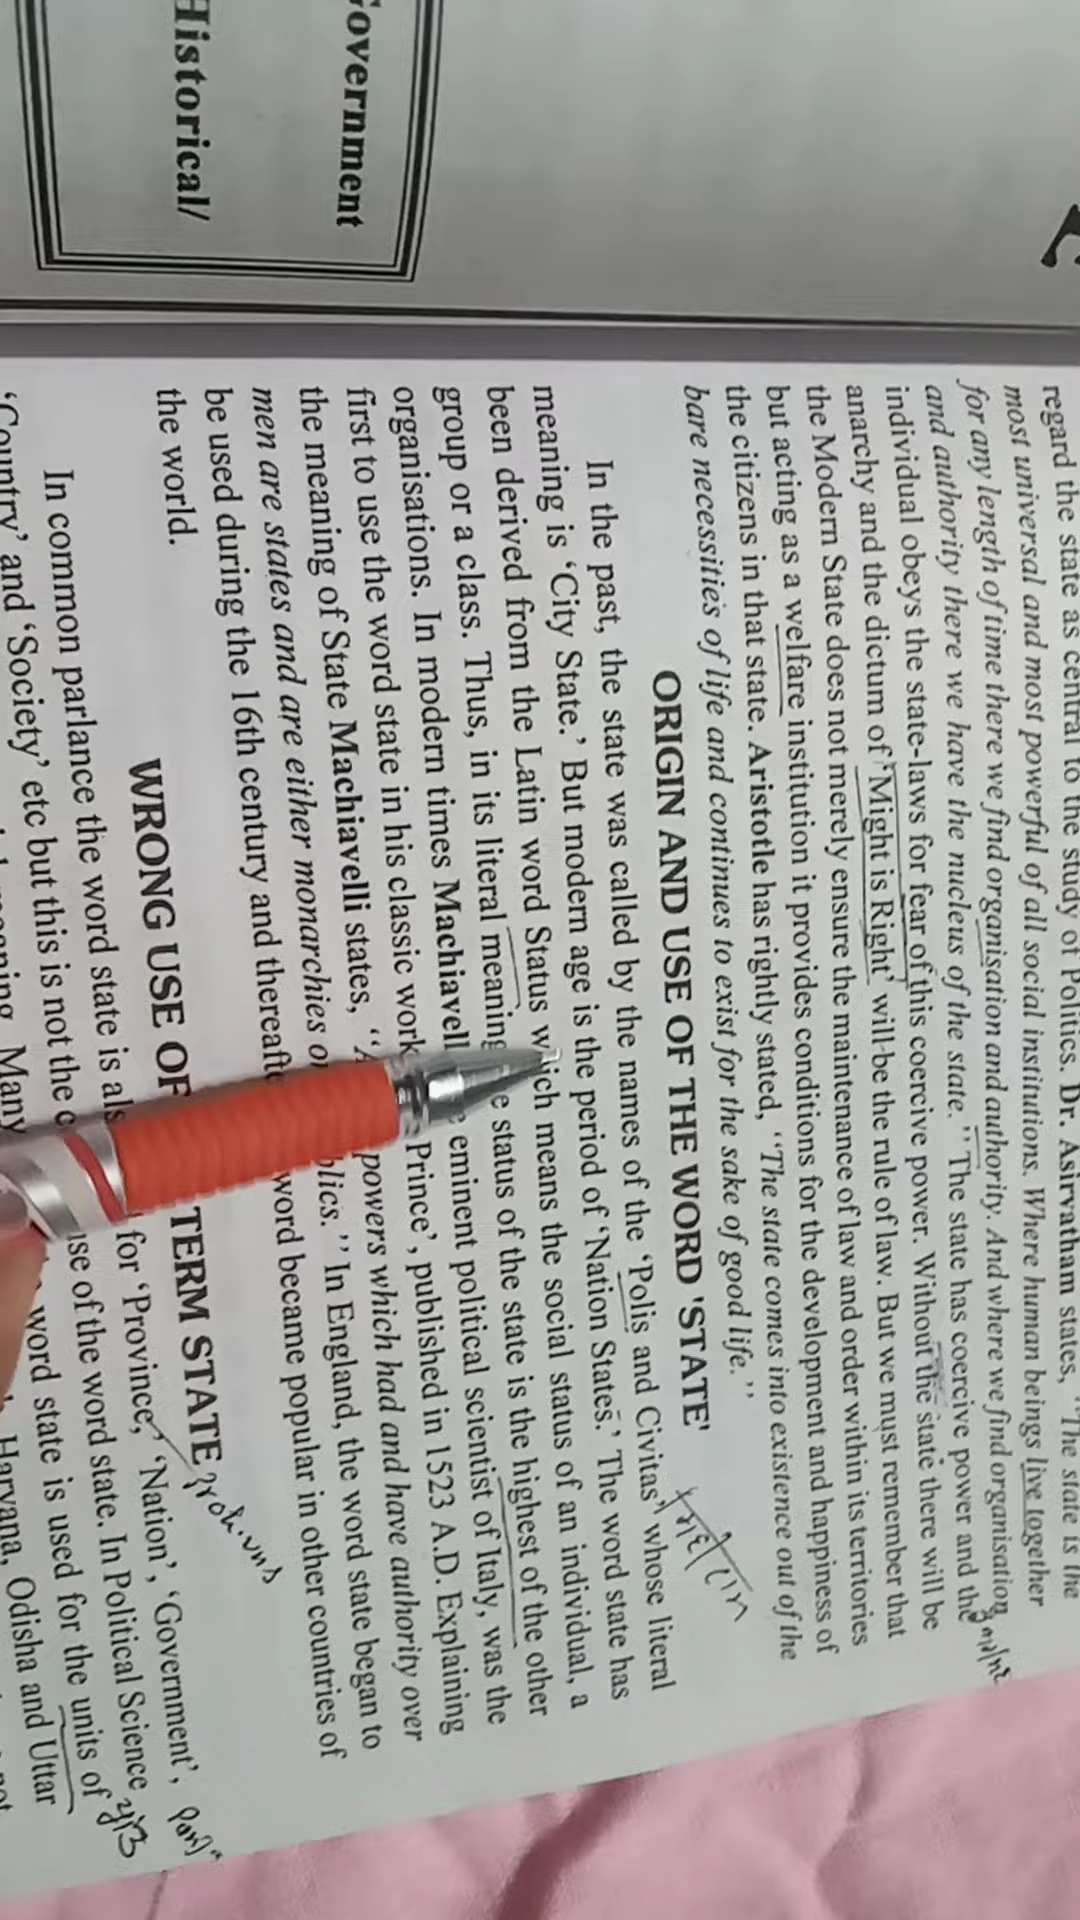 Government
Historical/
regard the state as central to the study of Politics. Dr. Asirvatham states, "The state is the
most universal and most powerful of all social institutions. Where human beings live together
for any length of time there we find organisation and authority. And where we find organisation
and authority there we have the nucleus of the state." The state has coercive power and the
individual obeys the state-laws for fear of this coercive power. Without the state there will be
anarchy and the dictum of 'Might is Right' will be the rule of law. But we must remember that
the Modern State does not merely ensure the maintenance of law and order within its territories
but acting as a welfare institution it provides conditions for the development and happiness of
the citizens in that state. Aristotle has rightly stated, "The state comes into existence out of the
bare necessities of life and continues to exist for the sake of good life."
ORIGIN AND USE OF THE WORD 'STATE'
In the past, the state was called by the names of the 'Polis and Civitas' whose literal
meaning is 'City State.' But modern age is the period of 'Nation States.' The word state has
been derived from the Latin word Status which means the social status of an individual, a
group or a class. Thus, in its literal meaning status of the state is the highest of the other
organisations. In modern times eminent political scientist of Italy, was the
first to use the word state in his classic work Prince', published in 1523 A.D. Explaining
the meaning of State Machiavelli states, powers which had and have authority over
men are states and are either monarchies In England, the word state began to
be used during the 16th century and word became popular in other countries of
the world.
WRONG USE OF TERM STATE
In common parlance the word state is for 'Province,' 'Nation', 'Government',
'Country' and 'Society' etc but this is not the use of the word state. In Political Science
Many word state is used for the units of
Haryana, Odisha and Uttar